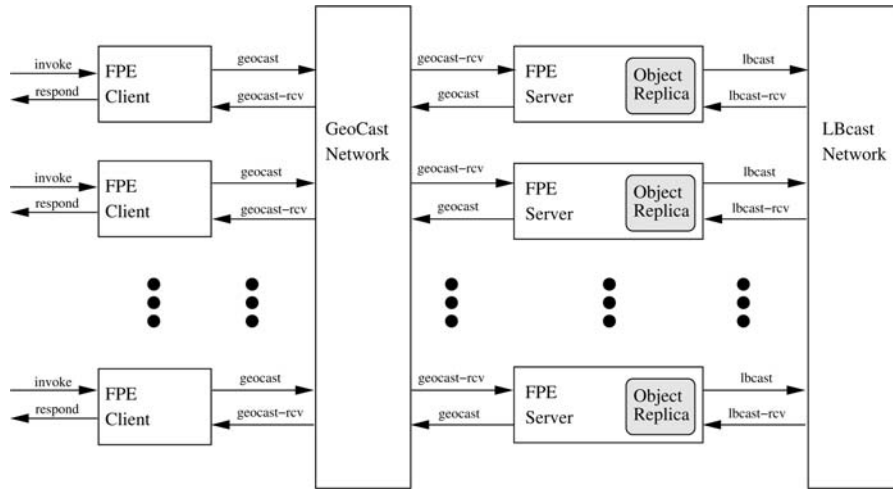 invoke
respond
FPE
Client
geocast
geocast-rcv
GeoCast
Network
geocast-rcv
geocast
FPE
Server
Object
Replica
lbcast
lbcast-rcv
LBcast
Network
invoke
respond
FPE
Client
geocast
geocast-rcv
geocast-rcv
geocast
FPE
Server
Object
Replica
lbcast
lbcast-rcv
invoke
respond
FPE
Client
geocast
geocast-rcv
geocast-rcv
geocast
FPE
Server
Object
Replica
lbcast
lbcast-rcv